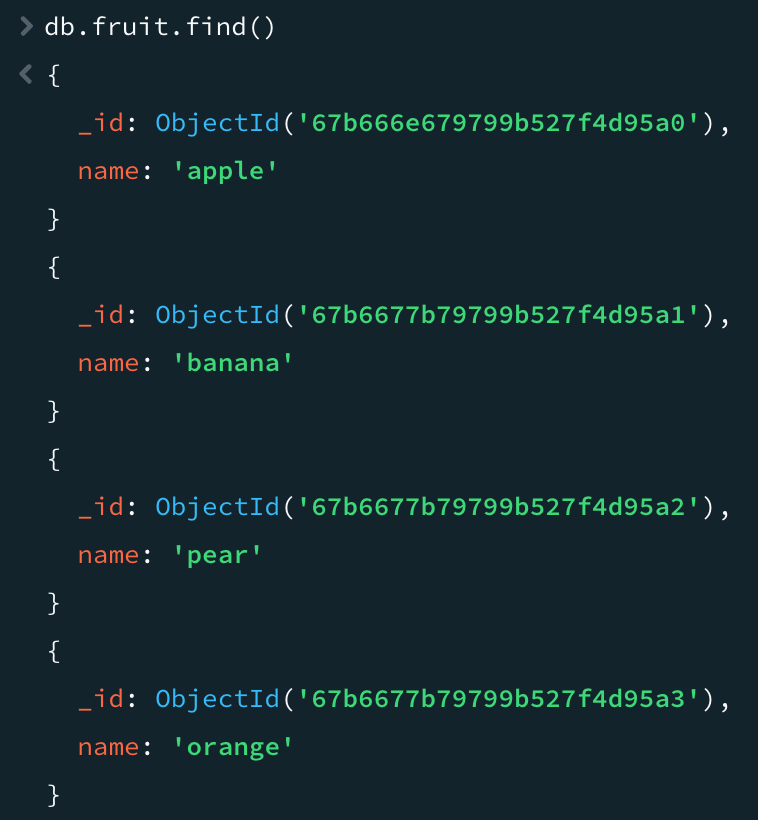 > db.fruit.find()
< {
_id: ObjectId('67b666e679799b527f4d95a0'),
name: 'apple'
}
{
_id: ObjectId('67b6677b79799b527f4d95a1'),
name: 'banana'
}
{
_id: ObjectId('67b6677b79799b527f4d95a2'),
name: 'pear'
}
{
_id: ObjectId('67b6677b79799b527f4d95a3'),
name: 'orange'
}